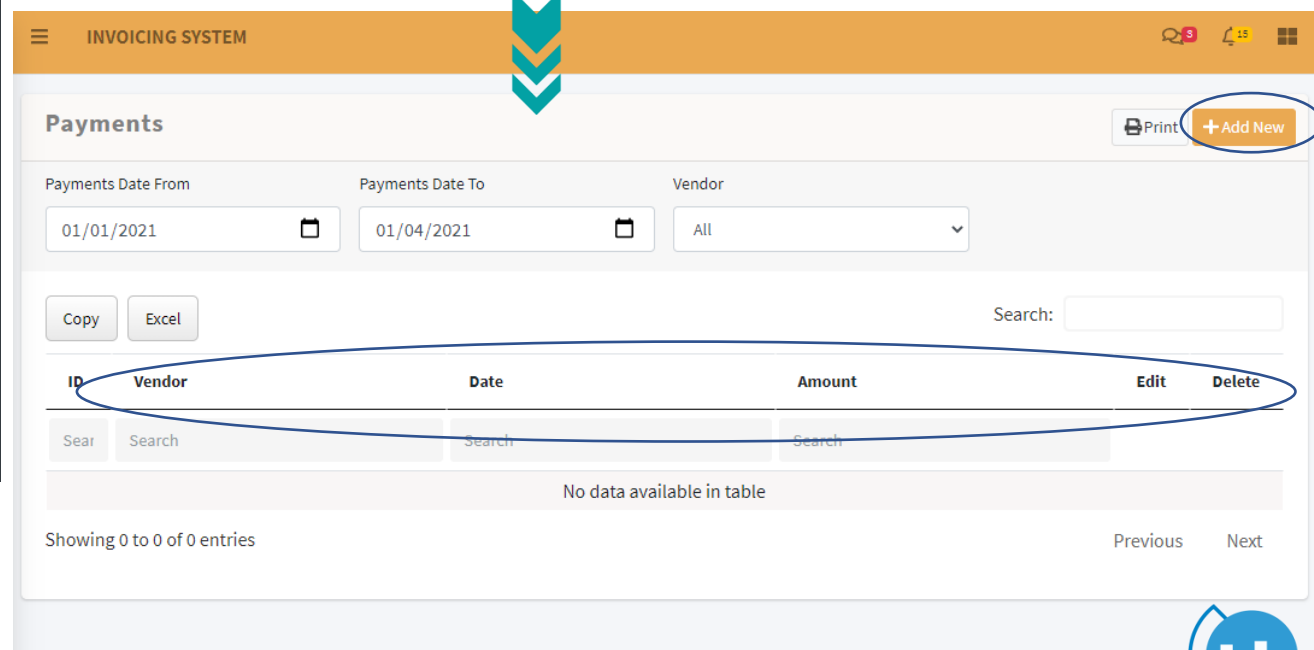 INVOICING SYSTEM 3 15
Payments Print + Add New
Payments Date From Payments Date To Vendor
01/01/2021 01/04/2021 All
Copy Excel Search:
ID Vendor Date Amount Edit Delete
Sear Search Search Search
No data available in table
Showing 0 to 0 of 0 entries Previous Next